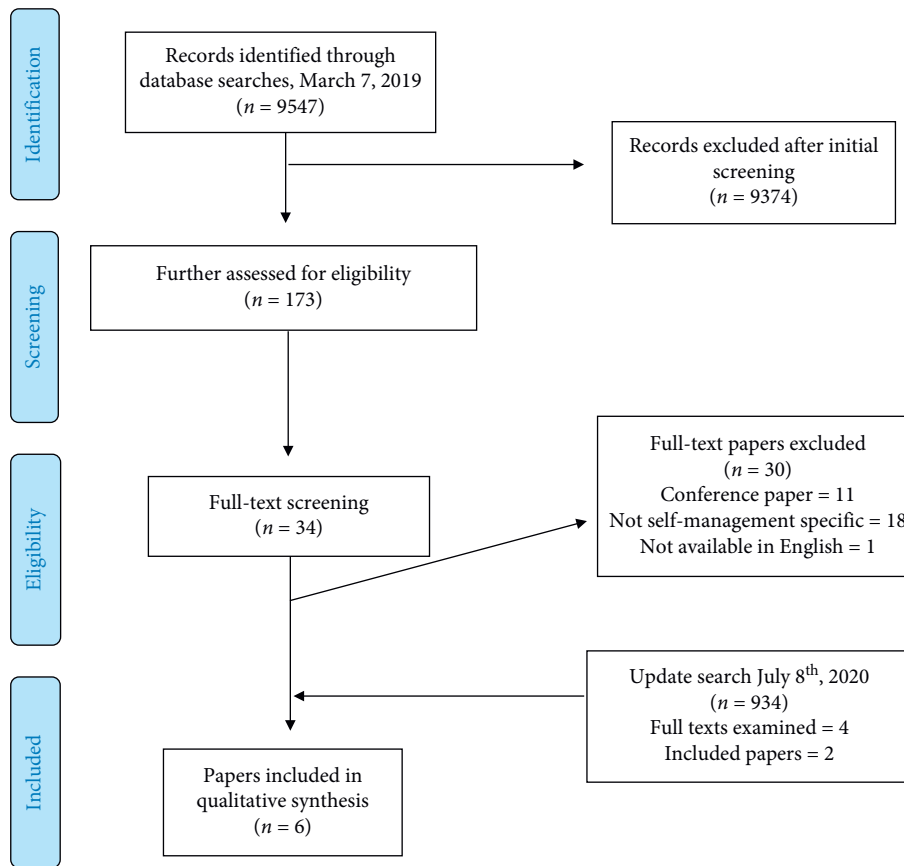 Identification
Records identified through
database searches, March 7, 2019
(n = 9547)
Records excluded after initial
screening
(n = 9374)
Screening
Further assessed for eligibility
(n = 173)
Eligibility
Full-text screening
(n = 34)
Full-text papers excluded
(n = 30)
Conference paper = 11
Not self-management specific = 18
Not available in English = 1
Update search July 8th, 2020
(n = 934)
Full texts examined = 4
Included papers = 2
Included
Papers included in
qualitative synthesis
(n = 6)